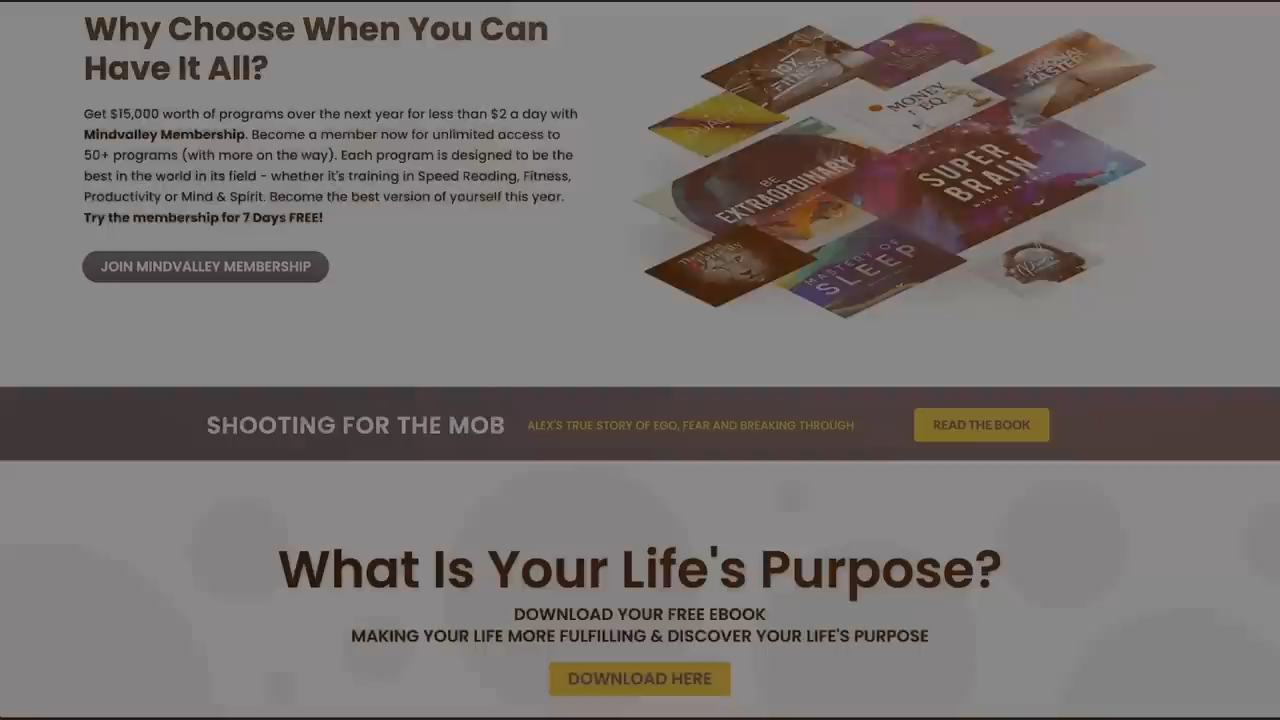 Why Choose When You Can
Have It All?
Get $15,000 worth of programs over the next year for less than $2 a day with
Mindvalley Membership. Become a member now for unlimited access to
50+ programs (with more on the way). Each program is designed to be the
best in the world in its field - whether it's training in Speed Reading, Fitness,
Productivity or Mind & Spirit. Become the best version of yourself this year.
Try the membership for 7 Days FREE!
JOIN MINDVALLEY MEMBERSHIP
10X
FITNESS
MONEY
EQ
BE
EXTRAORDINARY
SUPER
BRAIN
MASTERY OF
SLEEP
SHOOTING FOR THE MOB
ALEX'S TRUE STORY OF EGO, FEAR AND BREAKING THROUGH
READ THE BOOK
What Is Your Life's Purpose?
DOWNLOAD YOUR FREE EBOOK
MAKING YOUR LIFE MORE FULFILLING & DISCOVER YOUR LIFE'S PURPOSE
DOWNLOAD HERE